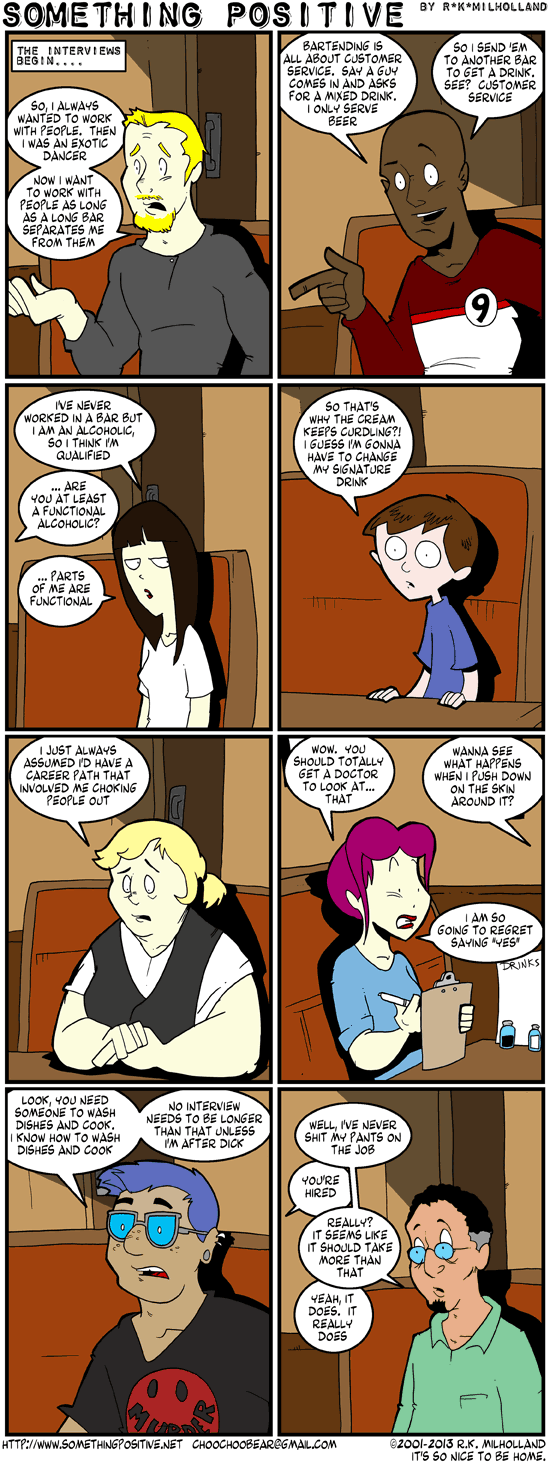 SOMETHING POSITIVE BY R*K*MILHOLLAND
THE INTERVIEWS
BEGIN....
SO, I ALWAYS
WANTED TO WORK
WITH PEOPLE. THEN
I WAS AN EXOTIC
DANCER
NOW I WANT
TO WORK WITH
PEOPLE AS LONG
AS A LONG BAR
SEPARATES ME
FROM THEM
BARTENDING IS
ALL ABOUT CUSTOMER
SERVICE. SAY A GUY
COMES IN AND ASKS
FOR A MIXED DRINK.
I ONLY SERVE
BEER
SO I SEND 'EM
TO ANOTHER BAR
TO GET A DRINK.
SEE? CUSTOMER
SERVICE
9
I'VE NEVER
WORKED IN A BAR BUT
I AM AN ALCOHOLIC,
SO I THINK I'M
QUALIFIED
... ARE
YOU AT LEAST
A FUNCTIONAL
ALCOHOLIC?
... PARTS
OF ME ARE
FUNCTIONAL
SO THAT'S
WHY THE CREAM
KEEPS CURDLING?!
I GUESS I'M GONNA
HAVE TO CHANGE
MY SIGNATURE
DRINK
I JUST ALWAYS
ASSUMED I'D HAVE A
CAREER PATH THAT
INVOLVED ME CHOKING
PEOPLE OUT
WOW. YOU
SHOULD TOTALLY
GET A DOCTOR
TO LOOK AT...
THAT
WANNA SEE
WHAT HAPPENS
WHEN I PUSH DOWN
ON THE SKIN
AROUND IT?
I AM SO
GOING TO REGRET
SAYING "YES"
DRINKS
LOOK, YOU NEED
SOMEONE TO WASH
DISHES AND COOK.
I KNOW HOW TO WASH
DISHES AND COOK
NO INTERVIEW
NEEDS TO BE LONGER
THAN THAT UNLESS
I'M AFTER DICK
MURDER
WELL, I'VE NEVER
SHIT MY PANTS ON
THE JOB
YOU'RE
HIRED
REALLY?
IT SEEMS LIKE
IT SHOULD TAKE
MORE THAN
THAT
YEAH, IT
DOES. IT
REALLY
DOES
HTTP://WWW.SOMETHINGPOSITIVE.NET CHOOCHOOBEAR@GMAIL.COM
©2001-2013 R.K. MILHOLLAND
IT'S SO NICE TO BE HOME.